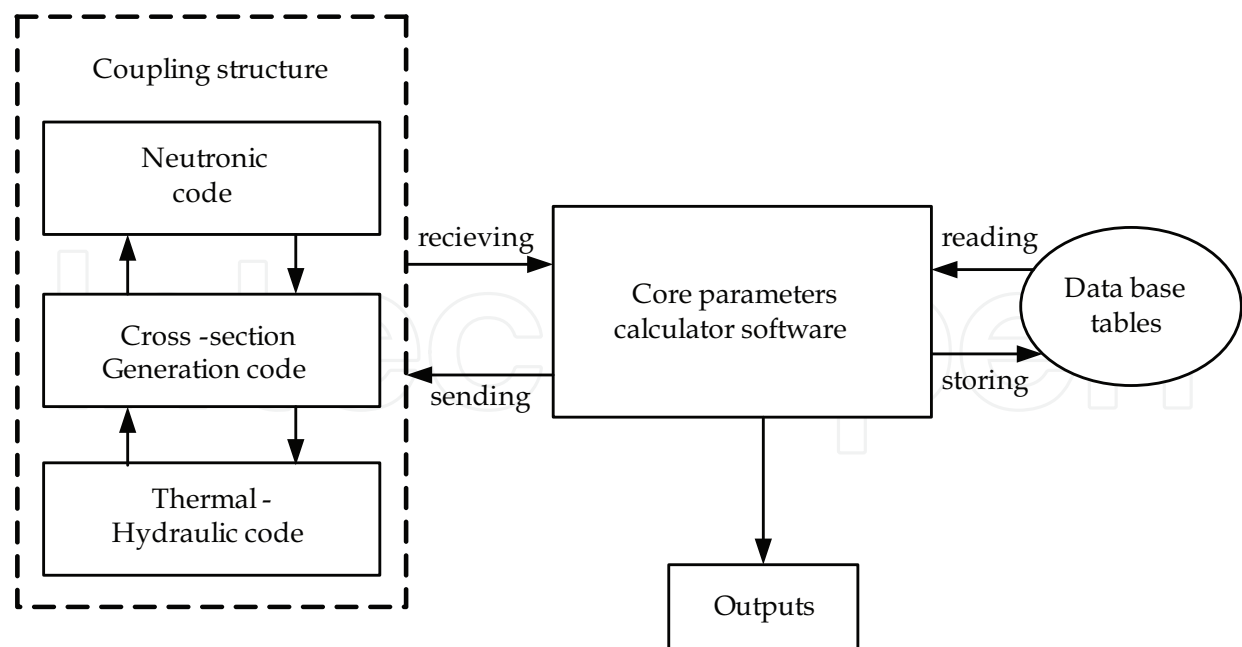 Coupling structure
Neutronic
code
Cross -section
Generation code
Thermal -
Hydraulic code
recieving
sending
Core parameters
calculator software
reading
storing
Data base
tables
Outputs